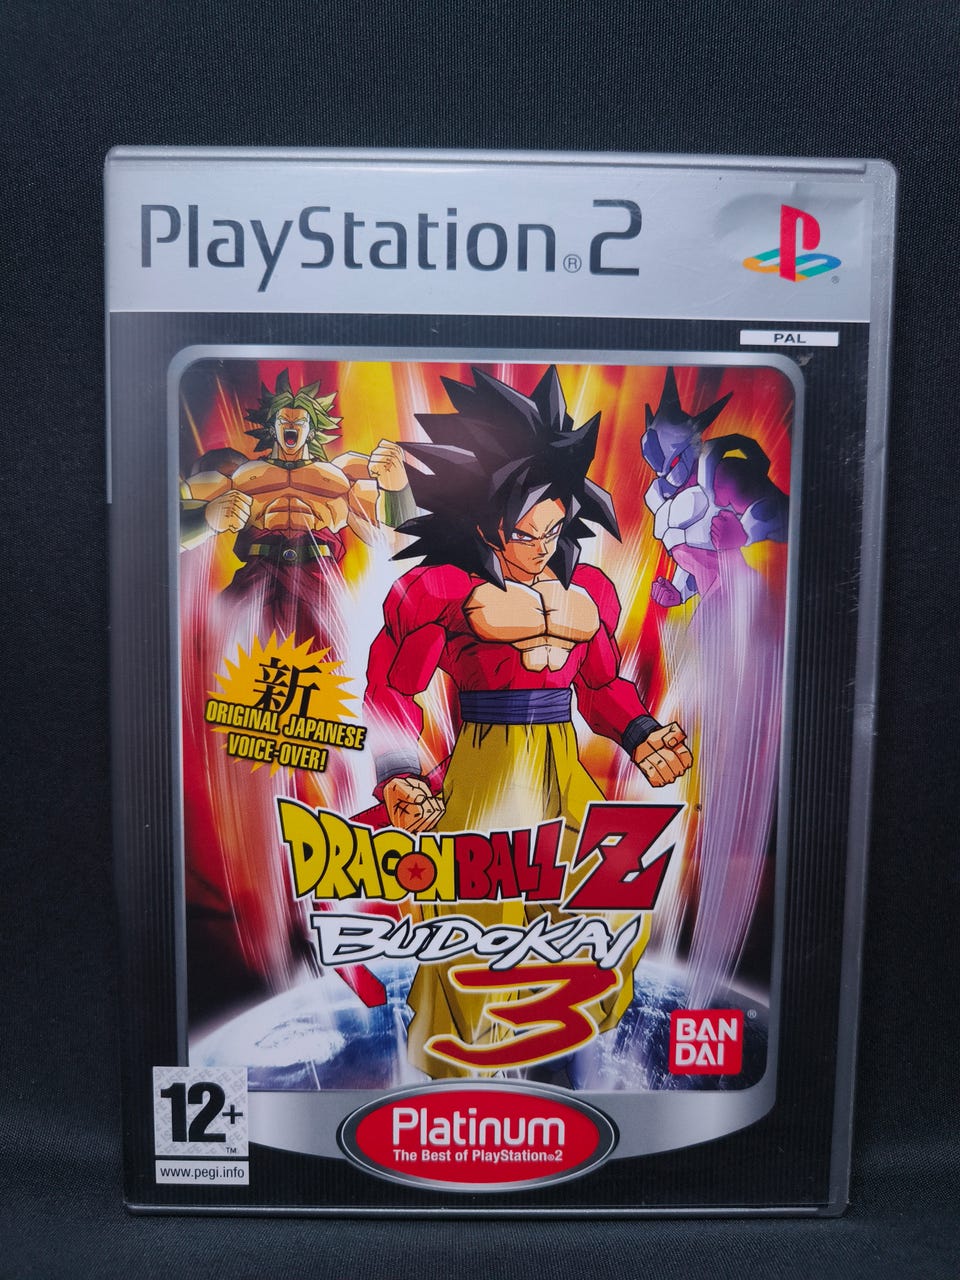 PlayStation®2
PAL
新
ORIGINAL JAPANESE
VOICE-OVER!
DRAGONBALL Z
BUDOKAI
3
BAN
DAI
®
12+
™
www.pegi.info
Platinum
The Best of PlayStation®2